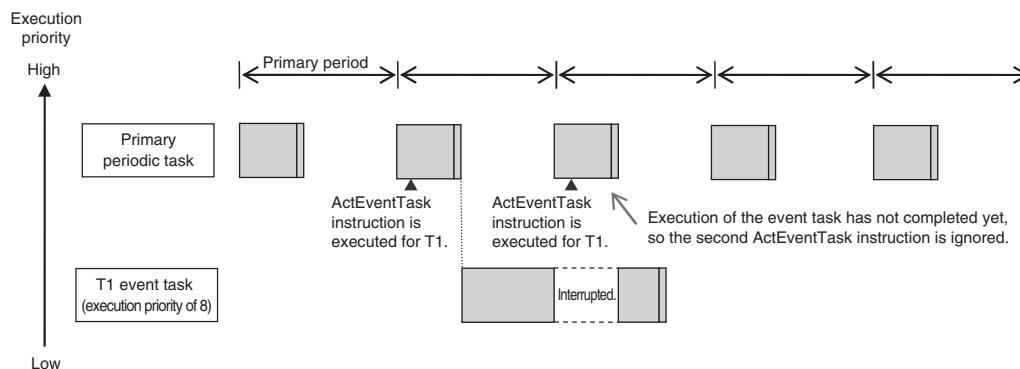 Execution
priority
High
Primary period
Primary
periodic task
ActEventTask
instruction is
executed for T1.
ActEventTask
instruction is
executed for T1.
Execution of the event task has not completed yet,
so the second ActEventTask instruction is ignored.
T1 event task
(execution priority of 8)
Interrupted.
Low